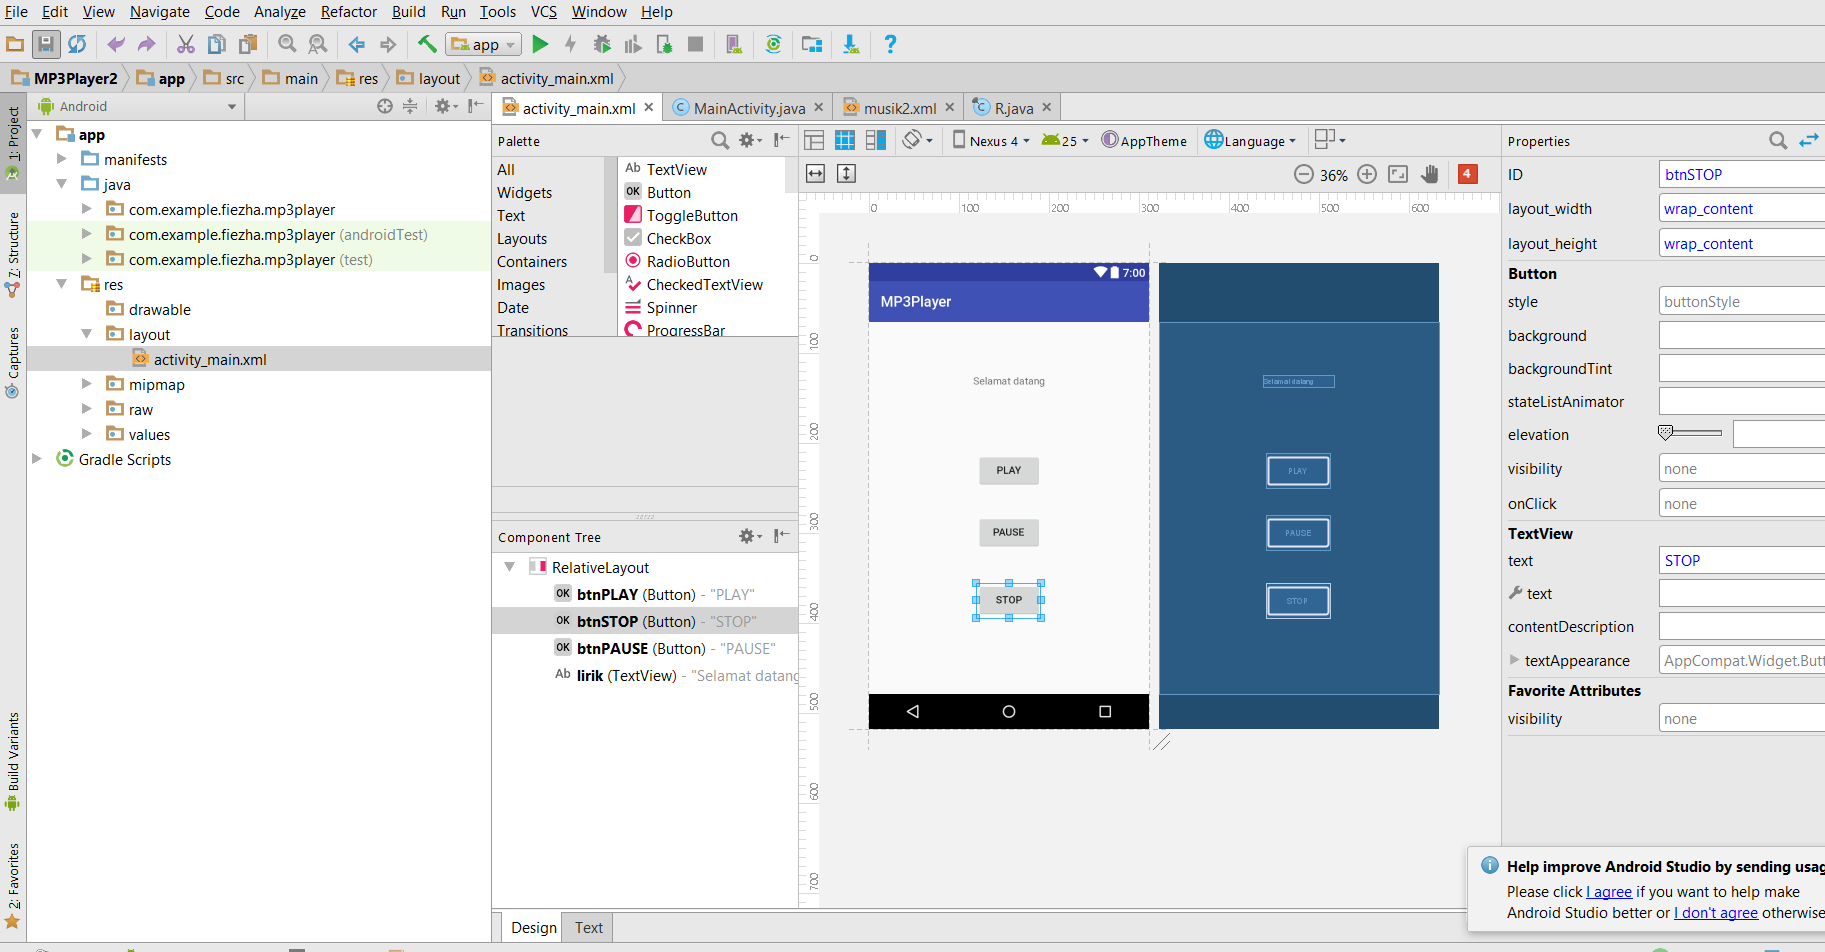 File Edit View Navigate Code Analyze Refactor Build Run Tools VCS Window Help
app
MP3Player2 app src main res layout activity_main.xml
1: Project
7: Structure
Captures
Build Variants
2: Favorites
Android
app
manifests
java
com.example.fiezha.mp3player
com.example.fiezha.mp3player (androidTest)
com.example.fiezha.mp3player (test)
res
drawable
layout
activity_main.xml
mipmap
raw
values
Gradle Scripts
activity_main.xml MainActivity.java musik2.xml R.java
Palette
All
Widgets
Text
Layouts
Containers
Images
Date
Transitions
Ab TextView
OK Button
ToggleButton
CheckBox
RadioButton
CheckedTextView
Spinner
ProgressBar
Component Tree
RelativeLayout
OK btnPLAY (Button) - "PLAY"
OK btnSTOP (Button) - "STOP"
OK btnPAUSE (Button) - "PAUSE"
Ab lirik (TextView) - "Selamat datang
Nexus 4 25 AppTheme Language
36% 4
0 100 200 300 400 500 600
0
100
200
300
400
500
600
700
7:00
MP3Player
Selamat datang
PLAY
PAUSE
STOP
Selamat datang
PLAY
PAUSE
STOP
Design Text
Properties
ID btnSTOP
layout_width wrap_content
layout_height wrap_content
Button
style buttonStyle
background
backgroundTint
stateListAnimator
elevation
visibility none
onClick none
TextView
text STOP
text
contentDescription
textAppearance AppCompat.Widget.Butt
Favorite Attributes
visibility none
Help improve Android Studio by sending usag
Please click I agree if you want to help make
Android Studio better or I don't agree otherwise